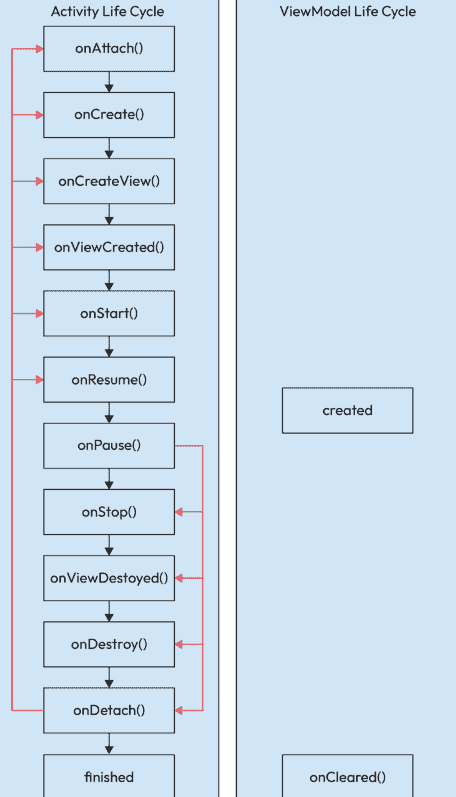 Activity Life Cycle
onAttach()
onCreate()
onCreateView()
onViewCreated()
onStart()
onResume()
onPause()
onStop()
onViewDestoyed()
onDestroy()
onDetach()
finished
ViewModel Life Cycle
created
onCleared()